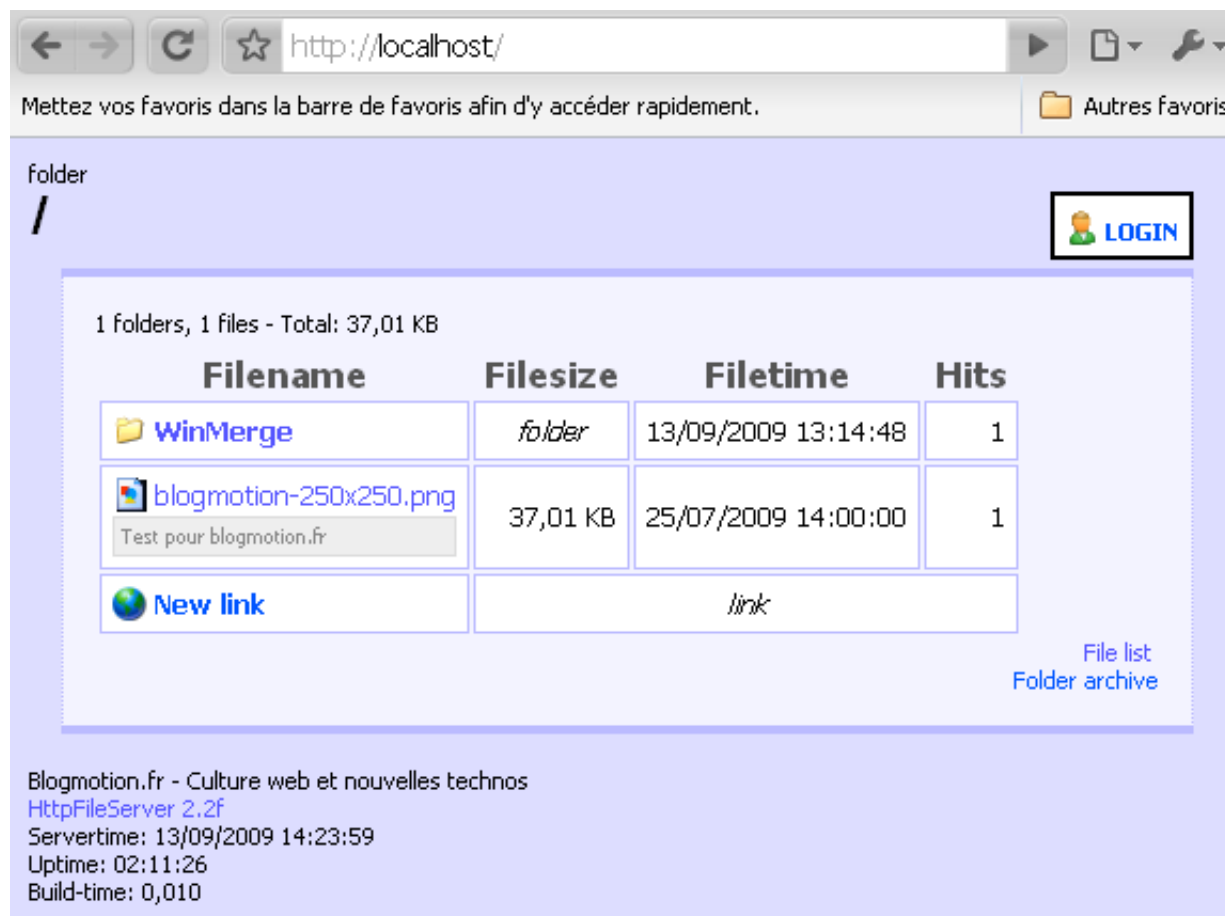 http://localhost/
Mettez vos favoris dans la barre de favoris afin d'y accéder rapidement.
Autres favoris
folder
/
LOGIN
1 folders, 1 files - Total: 37,01 KB
Filename Filesize Filetime Hits
WinMerge folder 13/09/2009 13:14:48 1
blogmotion-250x250.png 37,01 KB 25/07/2009 14:00:00 1
Test pour blogmotion.fr
New link link
File list
Folder archive
Blogmotion.fr - Culture web et nouvelles technos
HttpFileServer 2.2f
Servertime: 13/09/2009 14:23:59
Uptime: 02:11:26
Build-time: 0,010